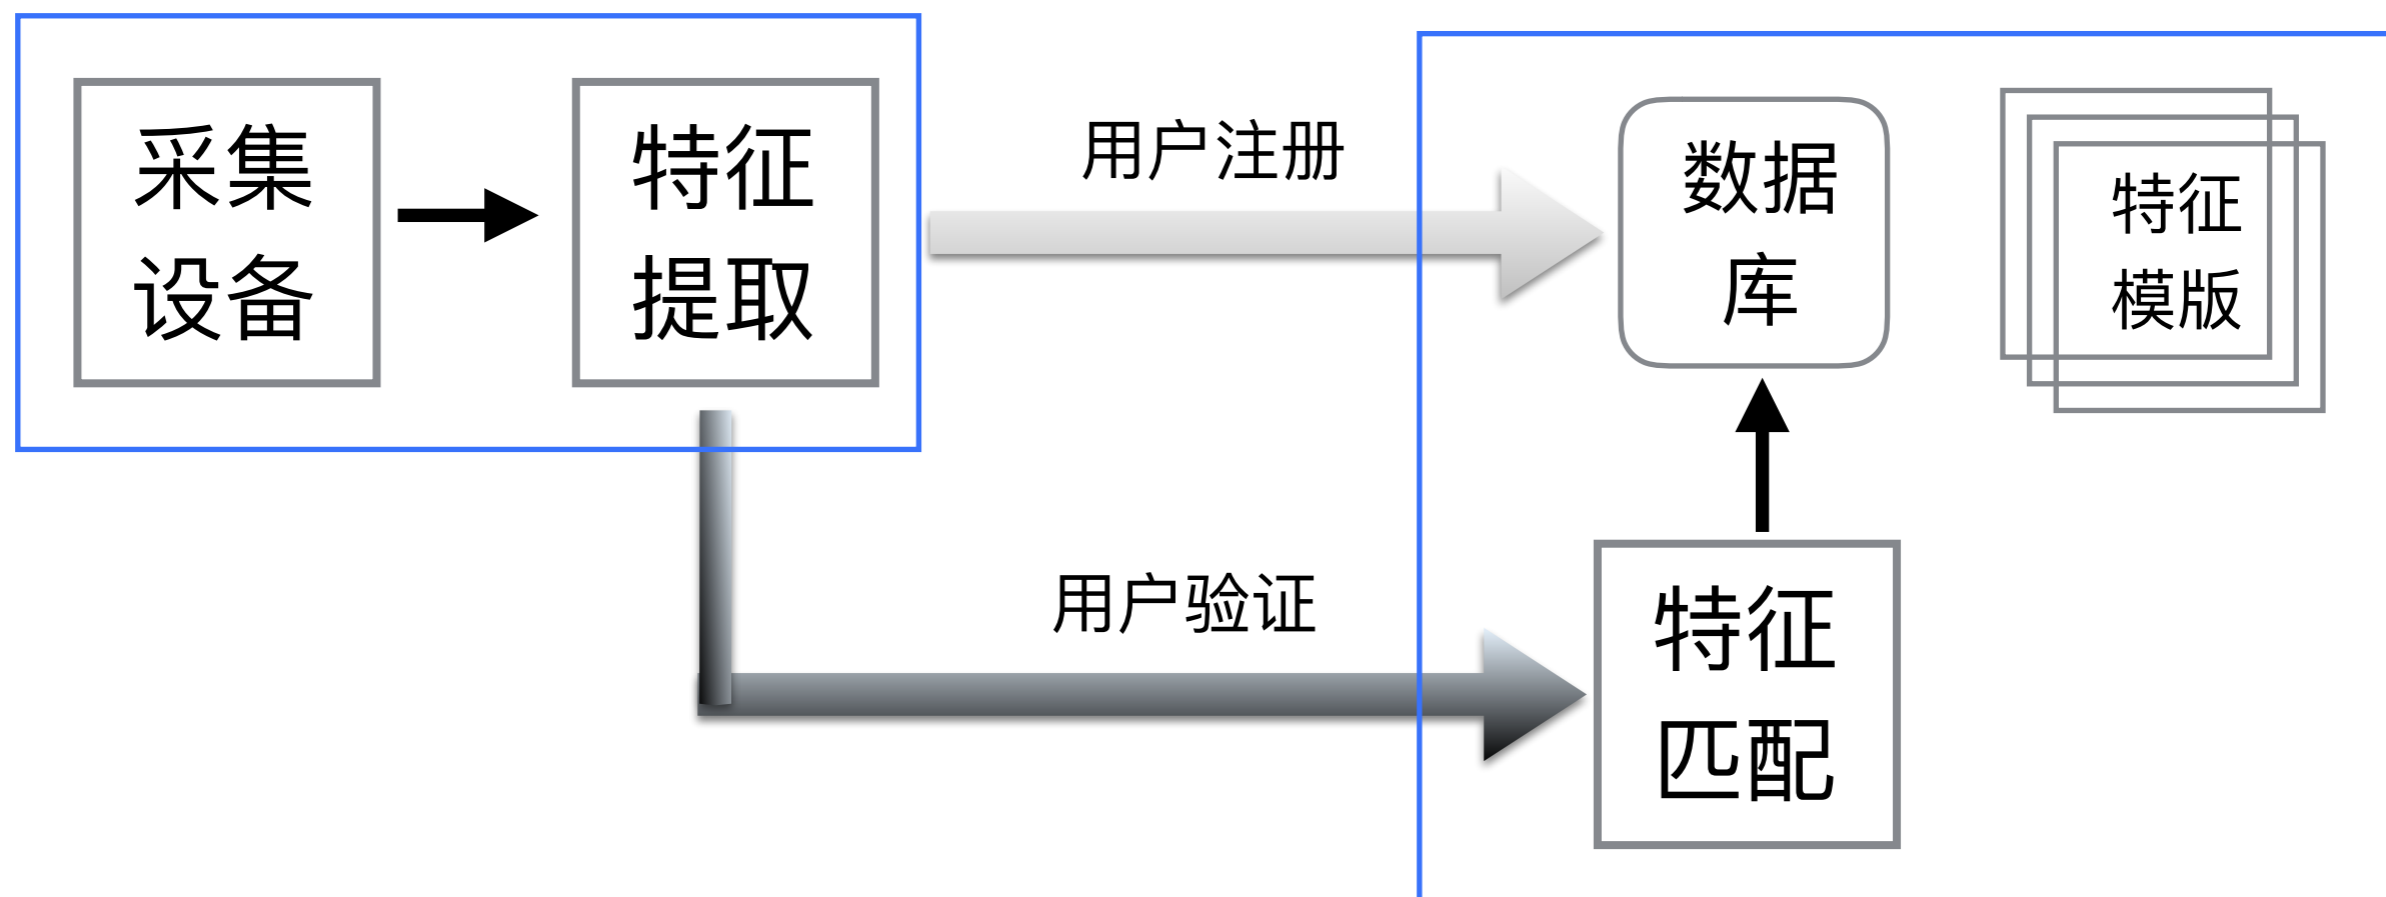 采集
设备
特征
提取
用户注册
数据
库
特征
模版
用户验证
特征
匹配